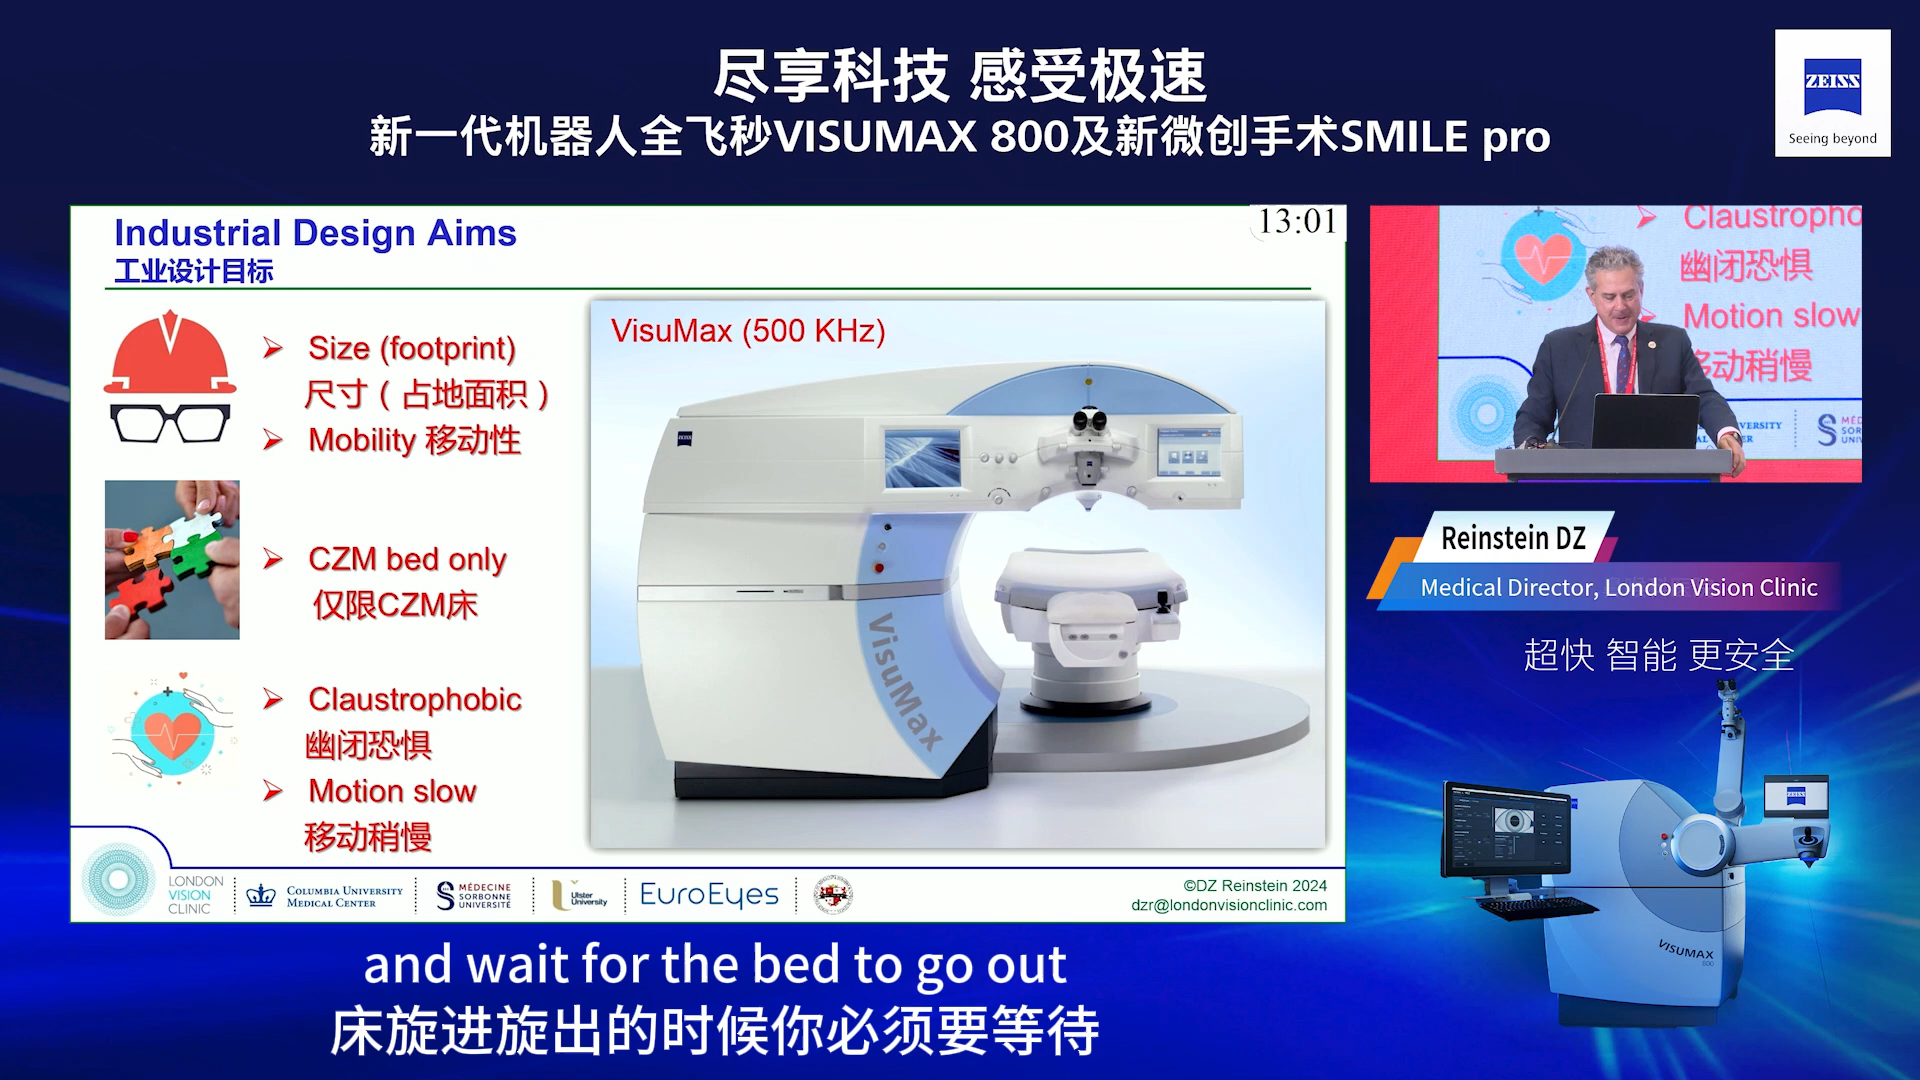 尽享科技 感受极速
新一代机器人全飞秒VISUMAX 800及新微创手术SMILE pro
ZEISS
Seeing beyond
Industrial Design Aims
工业设计目标
13:01
Size (footprint)
尺寸（占地面积）
Mobility 移动性
CZM bed only
仅限CZM床
Claustrophobic
幽闭恐惧
Motion slow
移动稍慢
VisuMax (500 KHz)
ZEISS
VisuMax
LONDON
VISION
CLINIC
COLUMBIA UNIVERSITY
MEDICAL CENTER
MÉDECINE
SORBONNE
UNIVERSITÉ
Ulster
University
EuroEyes
©DZ Reinstein 2024
dzr@londonvisionclinic.com
Claustropho
幽闭恐惧
Motion slow
移动稍慢
Reinstein DZ
Medical Director, London Vision Clinic
超快 智能 更安全
ZEISS
VISUMAX
800
and wait for the bed to go out
床旋进旋出的时候你必须要等待